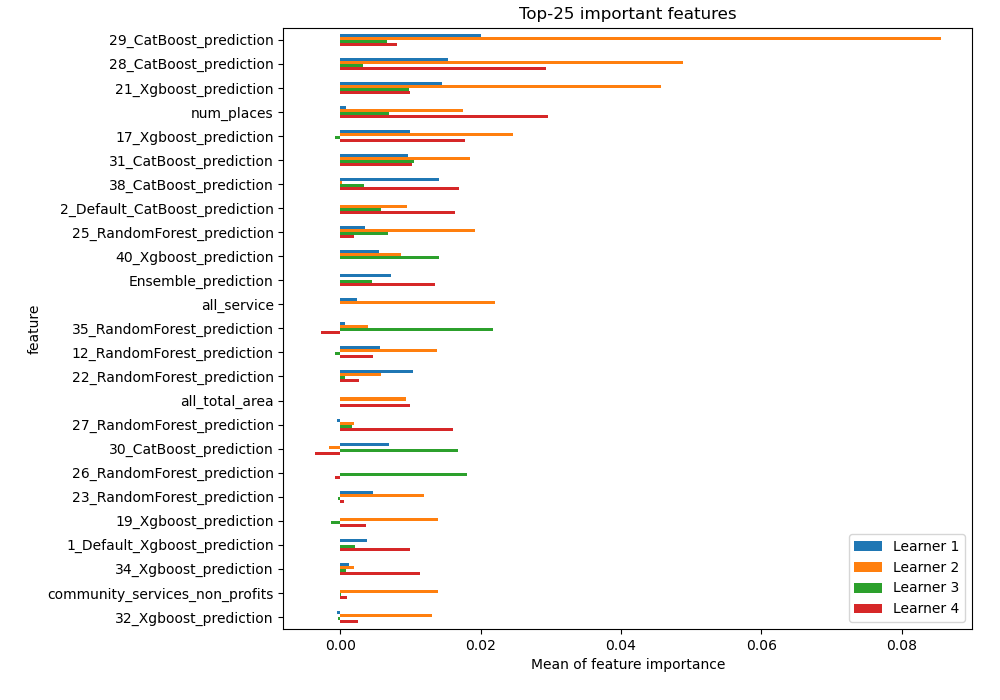 Top-25 important features
29_CatBoost_prediction
28_CatBoost_prediction
21_Xgboost_prediction
num_places
17_Xgboost_prediction
31_CatBoost_prediction
38_CatBoost_prediction
2_Default_CatBoost_prediction
25_RandomForest_prediction
40_Xgboost_prediction
Ensemble_prediction
all_service
35_RandomForest_prediction
12_RandomForest_prediction
22_RandomForest_prediction
all_total_area
27_RandomForest_prediction
30_CatBoost_prediction
26_RandomForest_prediction
23_RandomForest_prediction
19_Xgboost_prediction
1_Default_Xgboost_prediction
34_Xgboost_prediction
community_services_non_profits
32_Xgboost_prediction
feature
Learner 1
Learner 2
Learner 3
Learner 4
0.00 0.02 0.04 0.06 0.08
Mean of feature importance